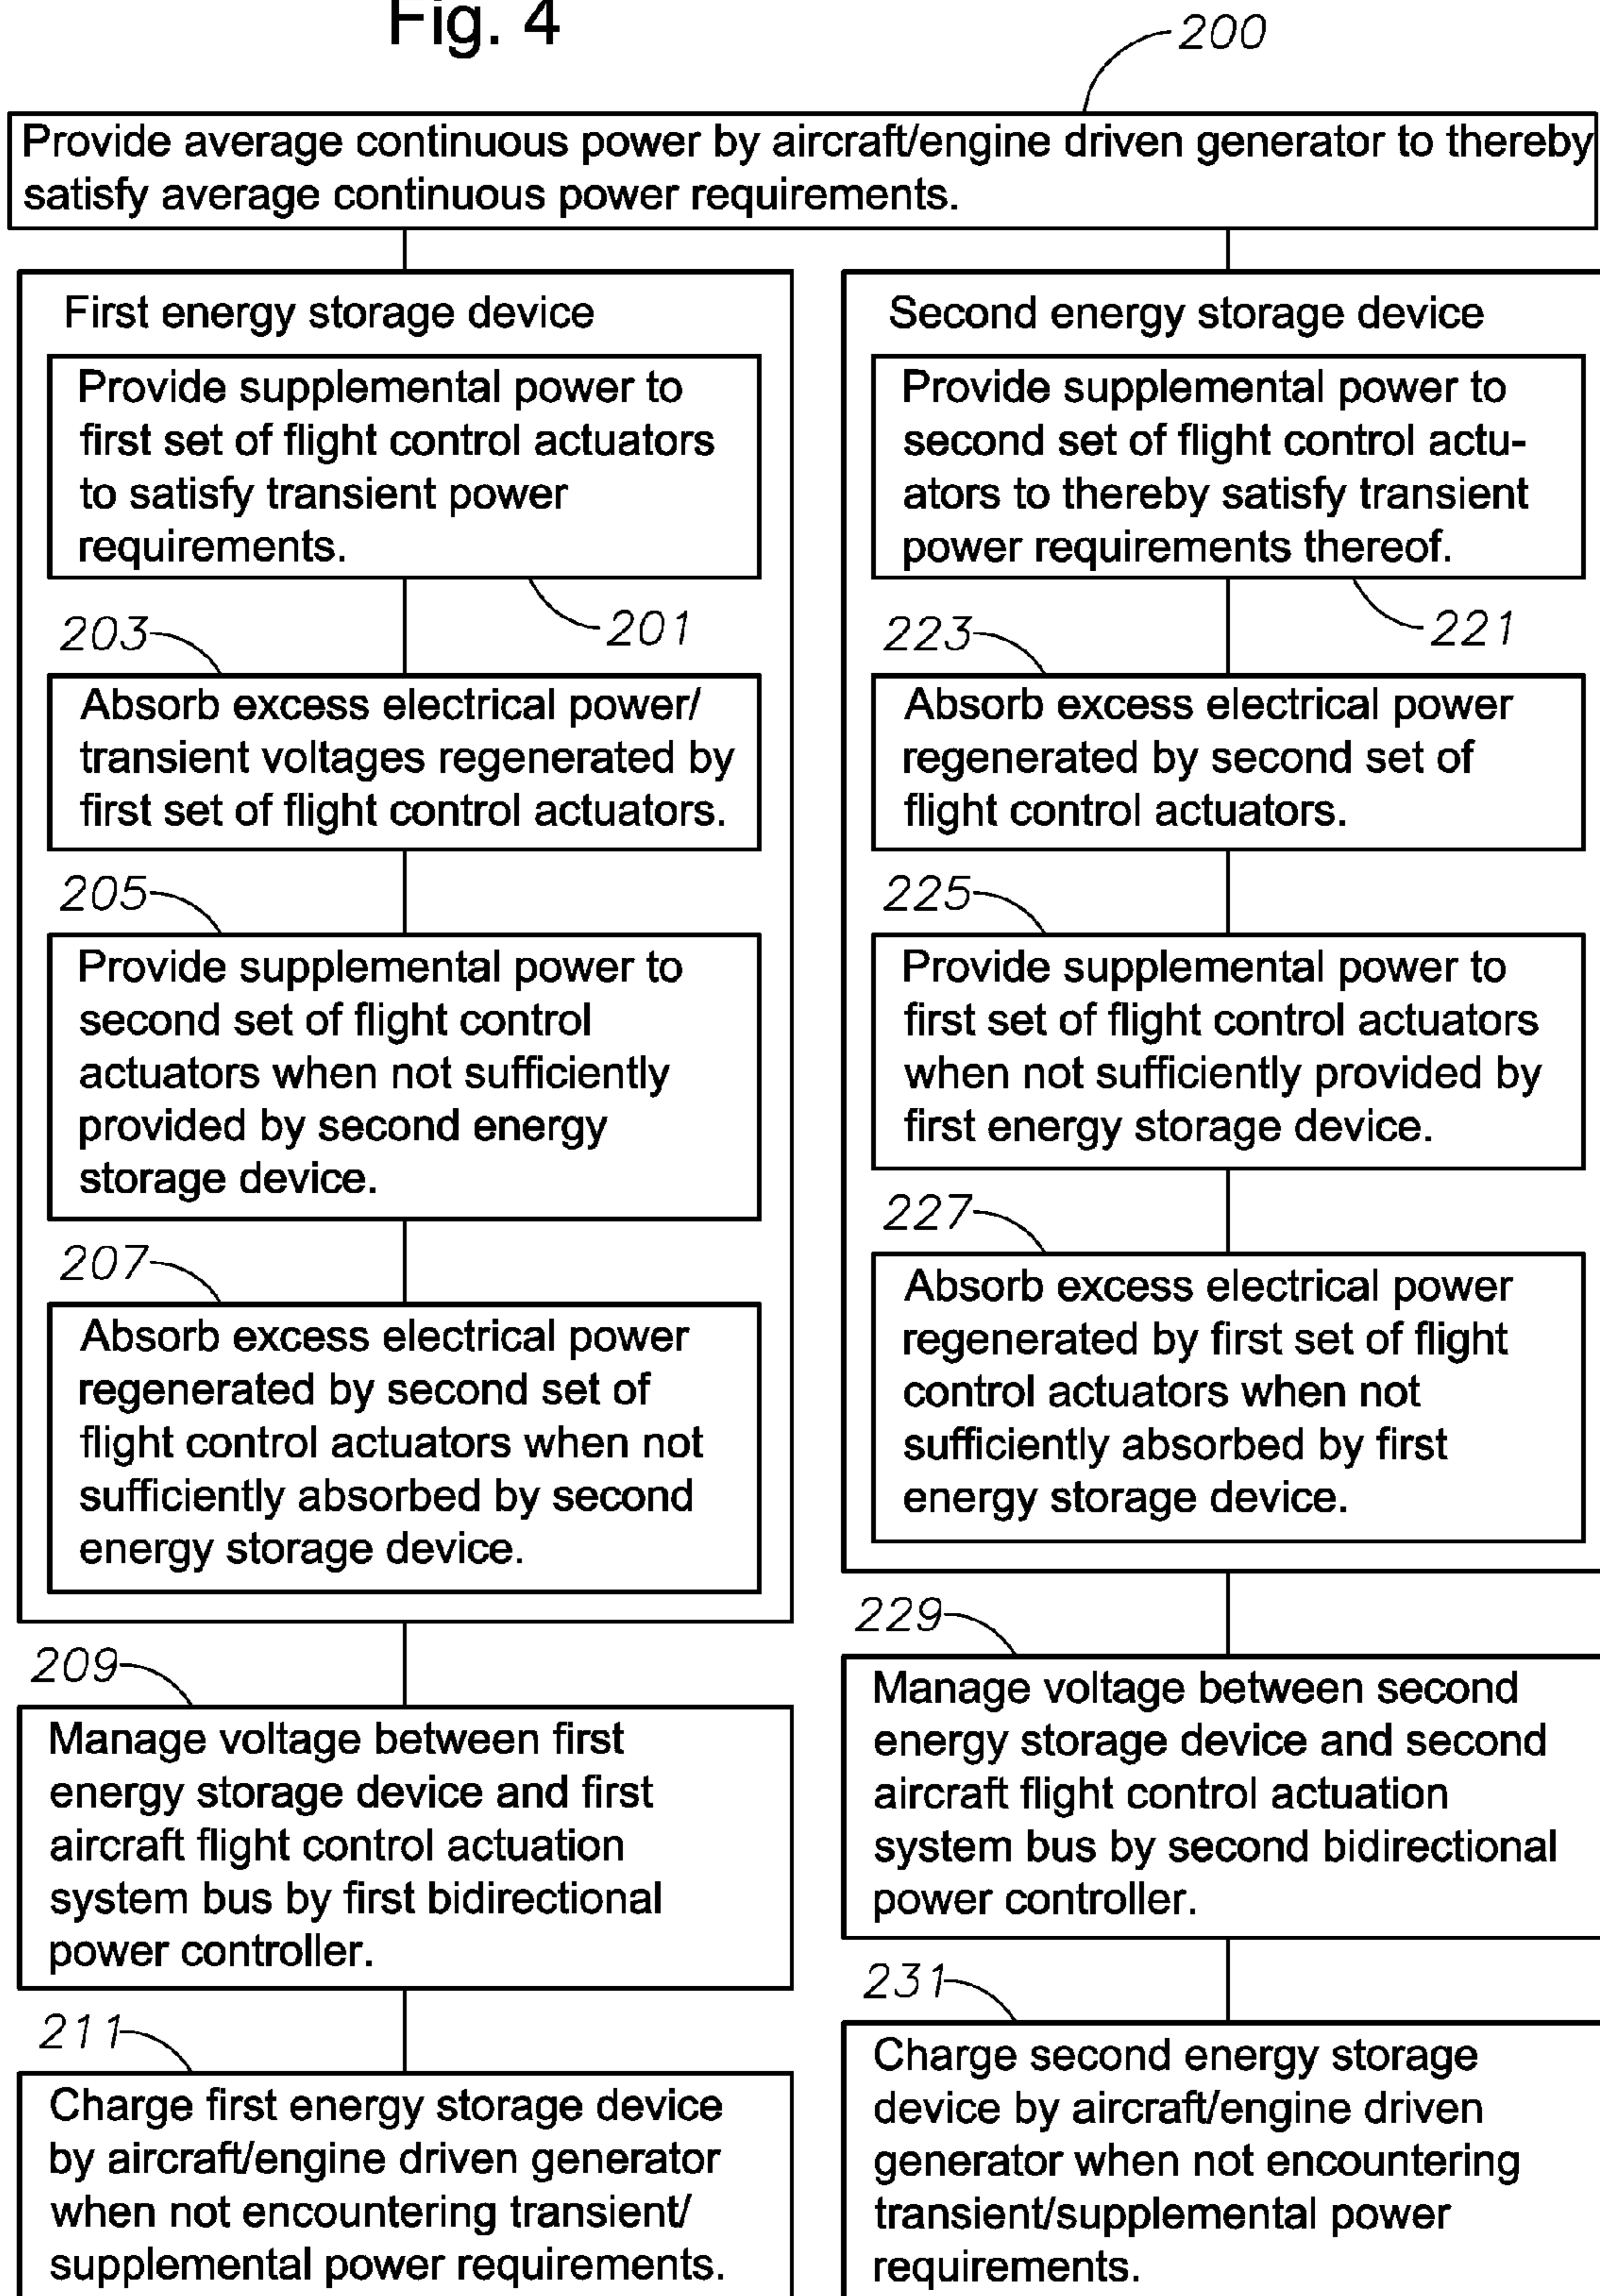 Fig. 4
200
Provide average continuous power by aircraft/engine driven generator to thereby
satisfy average continuous power requirements.
First energy storage device
Provide supplemental power to
first set of flight control actuators
to satisfy transient power
requirements.
201
203
Absorb excess electrical power/
transient voltages regenerated by
first set of flight control actuators.
205
Provide supplemental power to
second set of flight control
actuators when not sufficiently
provided by second energy
storage device.
207
Absorb excess electrical power
regenerated by second set of
flight control actuators when not
sufficiently absorbed by second
energy storage device.
209
Manage voltage between first
energy storage device and first
aircraft flight control actuation
system bus by first bidirectional
power controller.
211
Charge first energy storage device
by aircraft/engine driven generator
when not encountering transient/
supplemental power requirements.
Second energy storage device
Provide supplemental power to
second set of flight control actu-
ators to thereby satisfy transient
power requirements thereof.
221
223
Absorb excess electrical power
regenerated by second set of
flight control actuators.
225
Provide supplemental power to
first set of flight control actuators
when not sufficiently provided by
first energy storage device.
227
Absorb excess electrical power
regenerated by first set of flight
control actuators when not
sufficiently absorbed by first
energy storage device.
229
Manage voltage between second
energy storage device and second
aircraft flight control actuation
system bus by second bidirectional
power controller.
231
Charge second energy storage
device by aircraft/engine driven
generator when not encountering
transient/supplemental power
requirements.